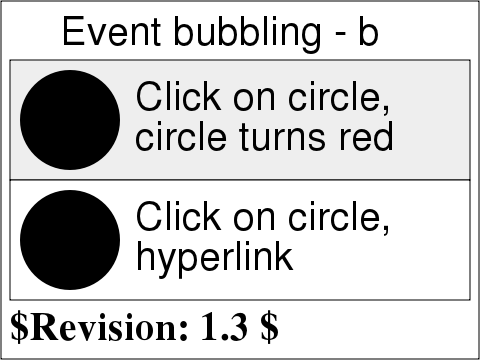 Event bubbling - b
Click on circle,
circle turns red
Click on circle,
hyperlink
$Revision: 1.3 $